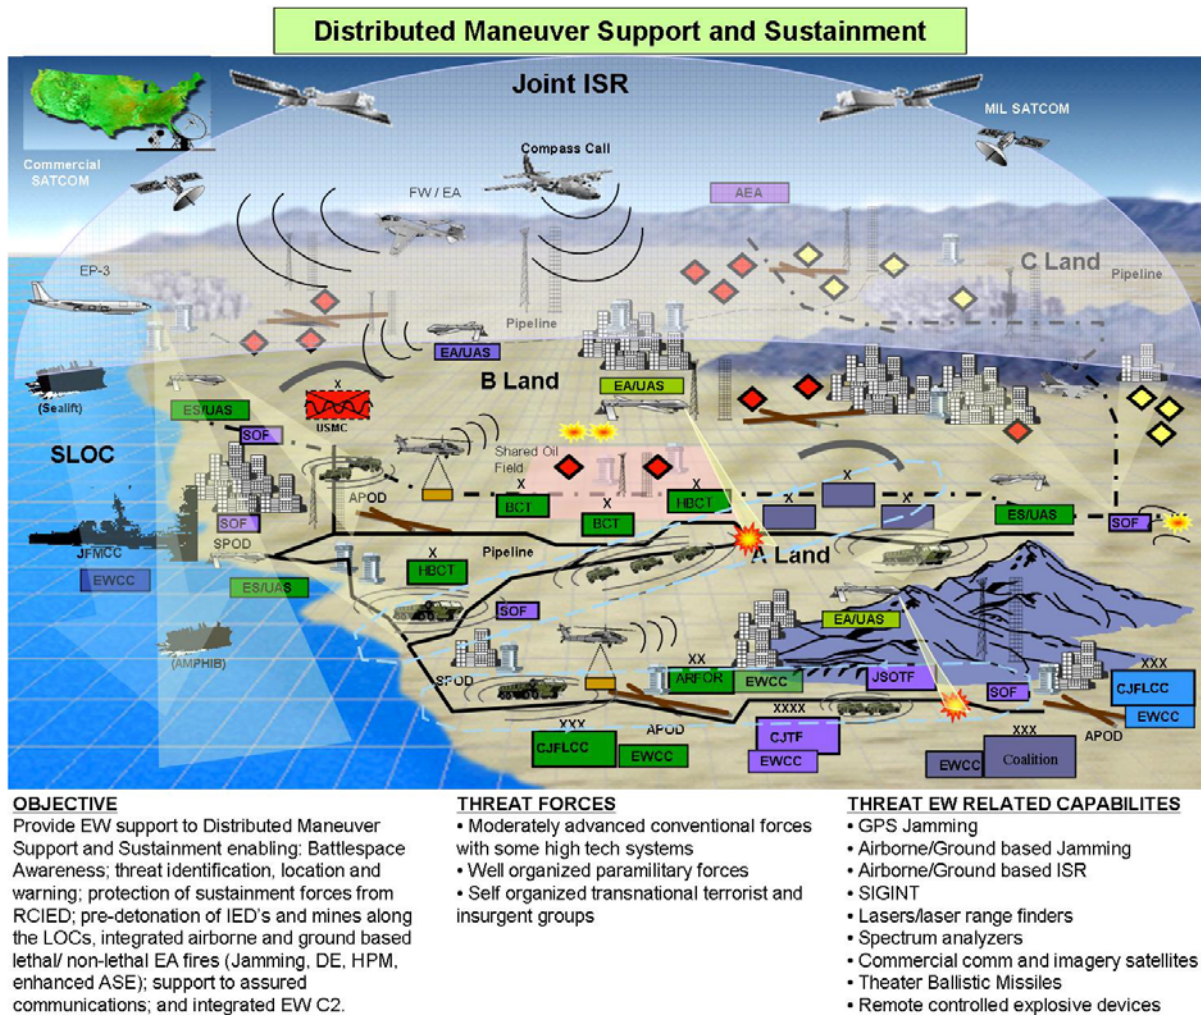 Distributed Maneuver Support and Sustainment
Joint ISR
MIL SATCOM
Commercial
SATCOM
Compass Call
FW / EA
AEA
EP-3
C Land
Pipeline
Pipeline
EA/UAS
B Land
EA/UAS
(Sealift)
X
USMC
ES/UAS
SOF
SLOC
Shared Oil
Field
APOD
X
BCT
X
BCT
X
HBCT
X
X
X
ES/UAS
SOF
SOF
SPOD
JFMCC
EWCC
Pipeline
A Land
X
HBCT
ES/UAS
SOF
EA/UAS
(AMPHIB)
SPOD
XX
ARFOR
EWCC
JSOTF
SOF
XXX
CJFLCC
EWCC
XXX
CJFLCC
EWCC
APOD
XXXX
CJTF
EWCC
XXX
EWCC
Coalition
APOD
OBJECTIVE
Provide EW support to Distributed Maneuver
Support and Sustainment enabling: Battlespace
Awareness; threat identification, location and
warning; protection of sustainment forces from
RCIED; pre-detonation of IED's and mines along
the LOCs, integrated airborne and ground based
lethal/ non-lethal EA fires (Jamming, DE, HPM,
enhanced ASE); support to assured
communications; and integrated EW C2.
THREAT FORCES
• Moderately advanced conventional forces
with some high tech systems
• Well organized paramilitary forces
• Self organized transnational terrorist and
insurgent groups
THREAT EW RELATED CAPABILITES
• GPS Jamming
• Airborne/Ground based Jamming
• Airborne/Ground based ISR
• SIGINT
• Lasers/laser range finders
• Spectrum analyzers
• Commercial comm and imagery satellites
• Theater Ballistic Missiles
• Remote controlled explosive devices